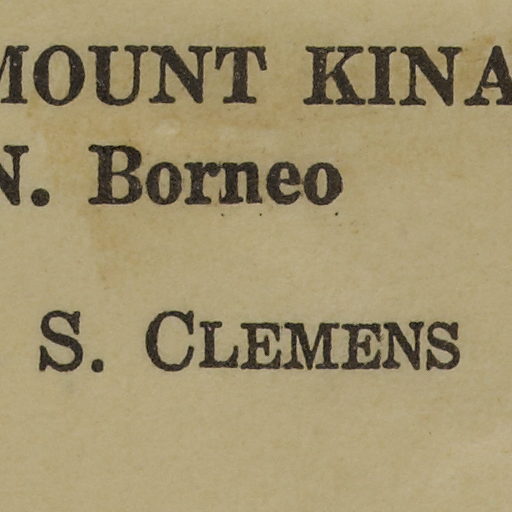 MOUNT KINA
N. Borneo
S. CLEMENS